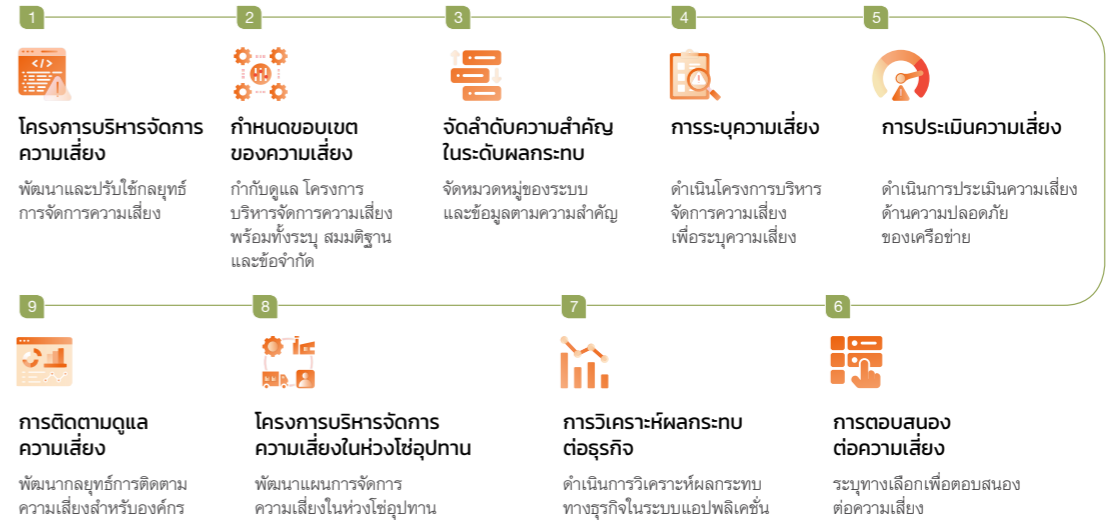 1
โครงการบริหารจัดการ
ความเสี่ยง
พัฒนาและปรับใช้กลยุทธ์
การจัดการความเสี่ยง
2
กำหนดขอบเขต
ของความเสี่ยง
กำกับดูแล โครงการ
บริหารจัดการความเสี่ยง
พร้อมทั้งระบุ สมมติฐาน
และข้อจำกัด
3
จัดลำดับความสำคัญ
ในระดับผลกระทบ
จัดหมวดหมู่ของระบบ
และข้อมูลตามความสำคัญ
4
การระบุความเสี่ยง
ดำเนินโครงการบริหาร
จัดการความเสี่ยง
เพื่อระบุความเสี่ยง
5
การประเมินความเสี่ยง
ดำเนินการประเมินความเสี่ยง
ด้านความปลอดภัย
ของเครือข่าย
6
การตอบสนอง
ต่อความเสี่ยง
ระบุทางเลือกเพื่อตอบสนอง
ต่อความเสี่ยง
7
การวิเคราะห์ผลกระทบ
ต่อธุรกิจ
ดำเนินการวิเคราะห์ผลกระทบ
ทางธุรกิจในระบบแอปพลิเคชั่น
8
โครงการบริหารจัดการ
ความเสี่ยงในห่วงโซ่อุปทาน
พัฒนาแผนการจัดการ
ความเสี่ยงในห่วงโซ่อุปทาน
9
การติดตามดูแล
ความเสี่ยง
พัฒนากลยุทธ์การติดตาม
ความเสี่ยงสำหรับองค์กร